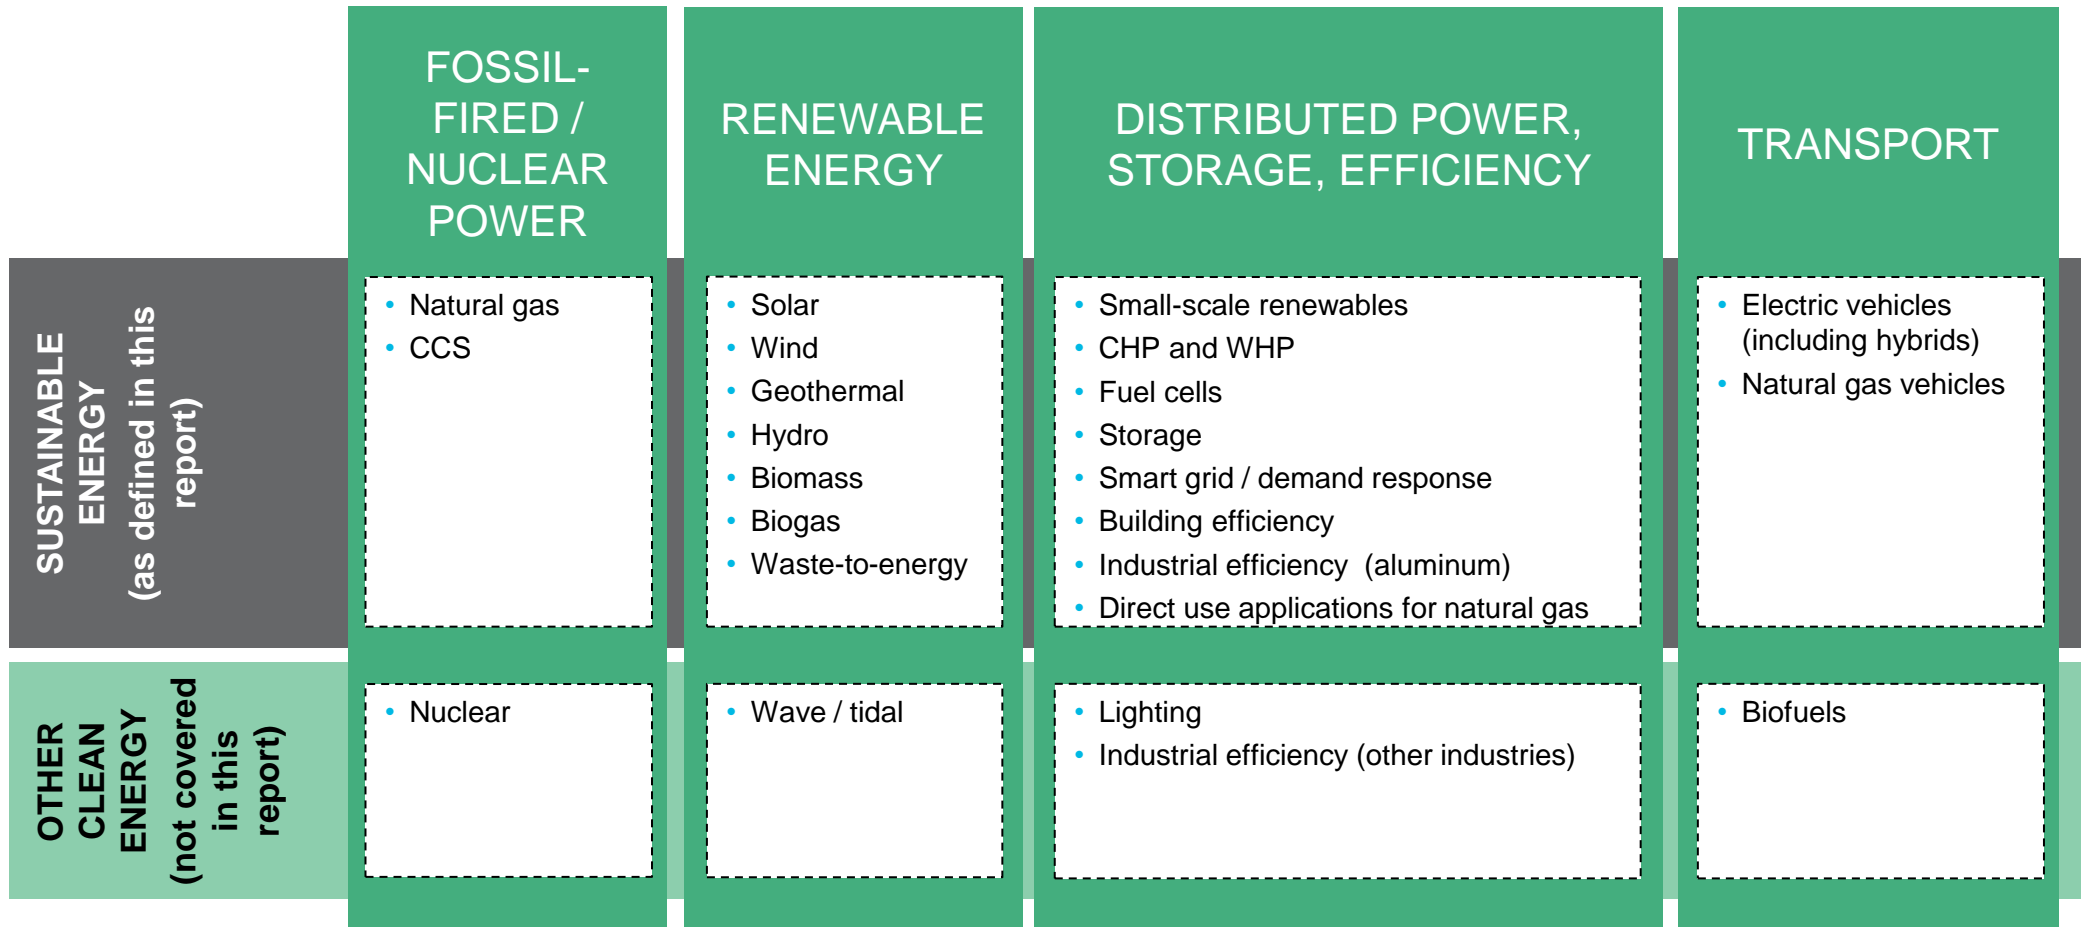 FOSSIL-
FIRED /
NUCLEAR
POWER
RENEWABLE
ENERGY
DISTRIBUTED POWER,
STORAGE, EFFICIENCY
TRANSPORT
SUSTAINABLE
ENERGY
(as defined in this
report)
• Natural gas
• CCS
• Solar
• Wind
• Geothermal
• Hydro
• Biomass
• Biogas
• Waste-to-energy
• Small-scale renewables
• CHP and WHP
• Fuel cells
• Storage
• Smart grid / demand response
• Building efficiency
• Industrial efficiency (aluminum)
• Direct use applications for natural gas
• Electric vehicles
(including hybrids)
• Natural gas vehicles
OTHER
CLEAN
ENERGY
(not covered
in this
report)
• Nuclear
• Wave / tidal
• Lighting
• Industrial efficiency (other industries)
• Biofuels